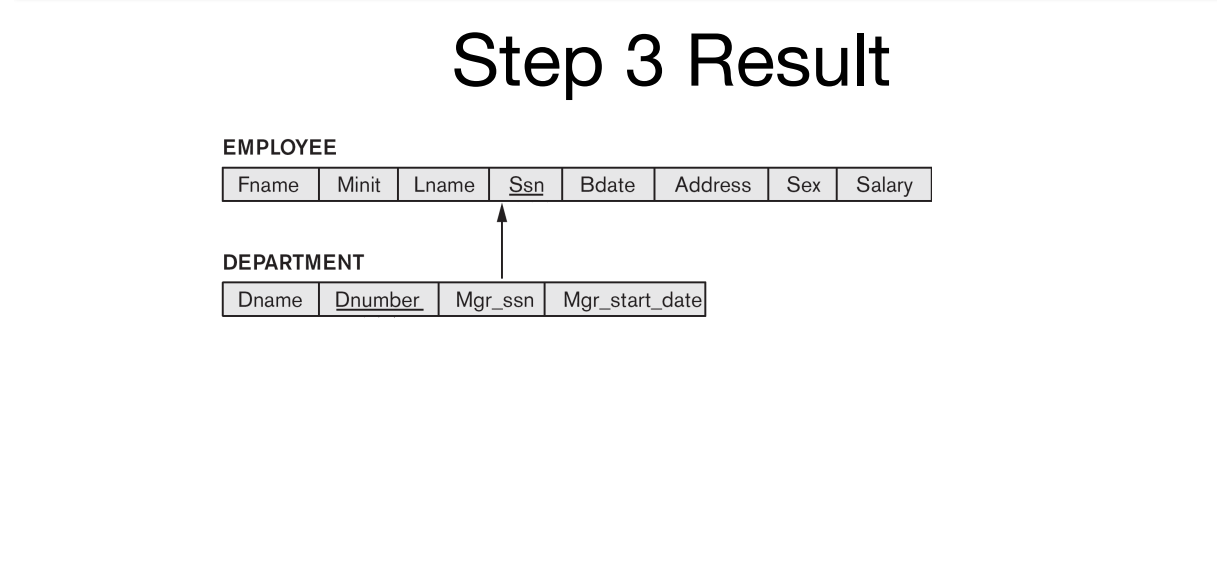 Step 3 Result
EMPLOYEE
Fname Minit Lname Ssn Bdate Address Sex Salary
DEPARTMENT
Dname Dnumber Mgr_ssn Mgr_start_date